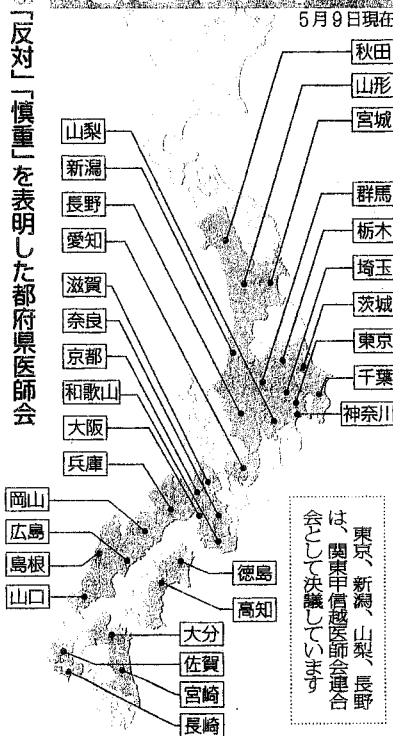 「反対」「慎重」を表明した都府県医師会
5月9日現在
秋田
山形
宮城
群馬
栃木
埼玉
茨城
東京
千葉
神奈川
山梨
新潟
長野
愛知
滋賀
奈良
京都
和歌山
大阪
兵庫
岡山
広島
島根
山口
徳島
高知
大分
佐賀
宮崎
長崎
東京、新潟、山梨、長野
は、関東甲信越医師会連合
会として決議しています